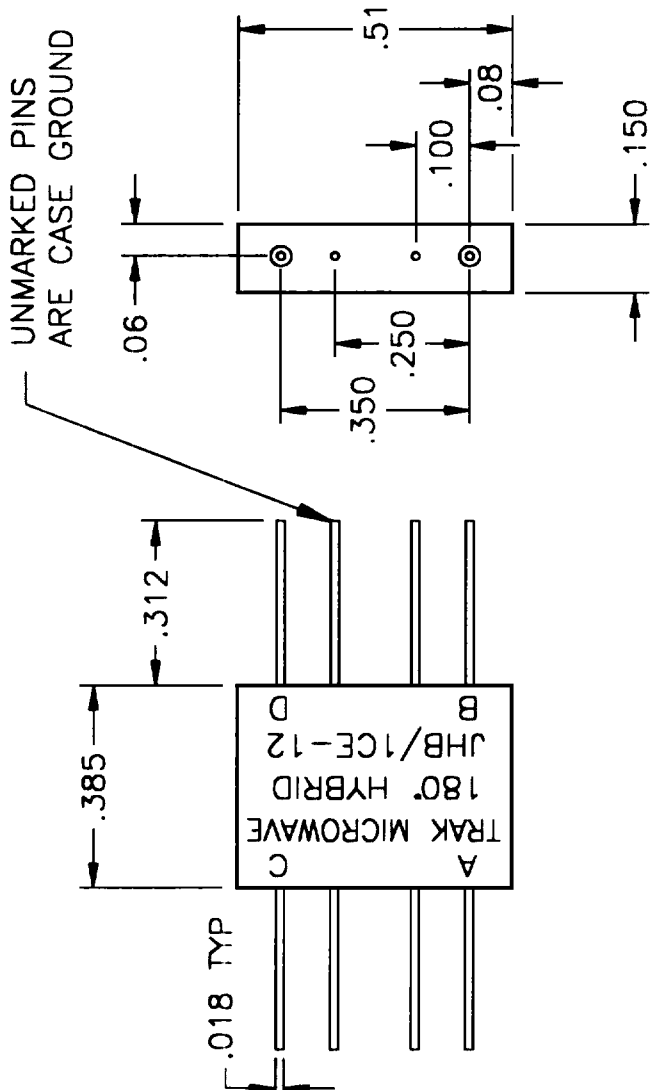 UNMARKED PINS
ARE CASE GROUND
.018 TYP
.385
.312
A C
TRAK MICROWAVE
180° HYBRID
JHB/1CE-12
B D
.06
.350
.250
.100
.08
.51
.150